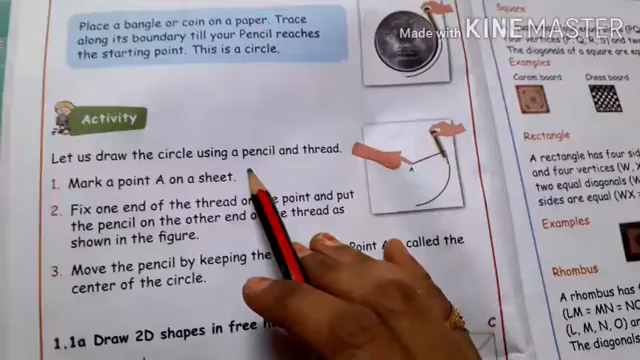 Place a bangle or coin on a paper. Trace
along its boundary till your Pencil reaches
the starting point. This is a circle.
Made with KINEMASTER
Activity
Let us draw the circle using a pencil and thread.
1. Mark a point A on a sheet.
2. Fix one end of the thread on the point and put
the pencil on the other end of the thread as
shown in the figure.
3. Move the pencil by keeping the Point A called the
center of the circle.
A
1.1a Draw 2D shapes in free
C
Square
The diagonals of a square are eq
Examples
Carom board Chess board
Rectangle
A rectangle has four sid
and four vertices (W, X
two equal diagonals (W
sides are equal (WX =
Examples
Rhombus
A rhombus has
(LM = MN = NO
(L, M, N, O) ar
The diagonals